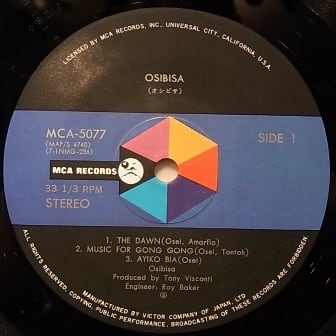 LICENSED BY MCA RECORDS, INC., UNIVERSAL CITY, CALIFORNIA, U.S.A.
OSIBISA
(オシビサ)
MCA-5077
(MAP/S 4740)
(7-LNMG-236)
SIDE 1
MCA RECORDS
33 1/3 RPM
STEREO
1. THE DAWN(Osei, Amarfio)
2. MUSIC FOR GONG GONG(Osei, Tontoh)
3. AYIKO BIA(Osei)
Osibisa
Produced by Tony Visconti
Engineer: Roy Baker
MANUFACTURED BY VICTOR COMPANY OF JAPAN, LTD.
COPYING, PUBLIC PERFORMANCE, BROADCASTING OF THESE RECORDS ARE FORBIDDEN
(ALL RIGHTS RESERVED)